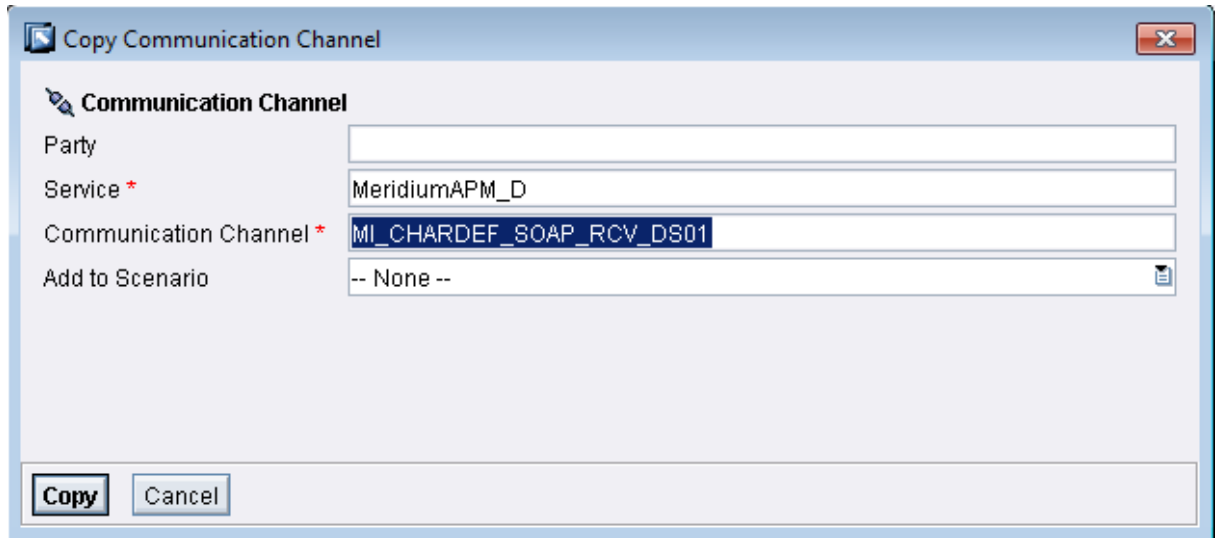 Copy Communication Channel
Communication Channel
Party
Service * MeridiumAPM_D
Communication Channel * MI_CHARDEF_SOAP_RCV_DS01
Add to Scenario -- None --
Copy Cancel